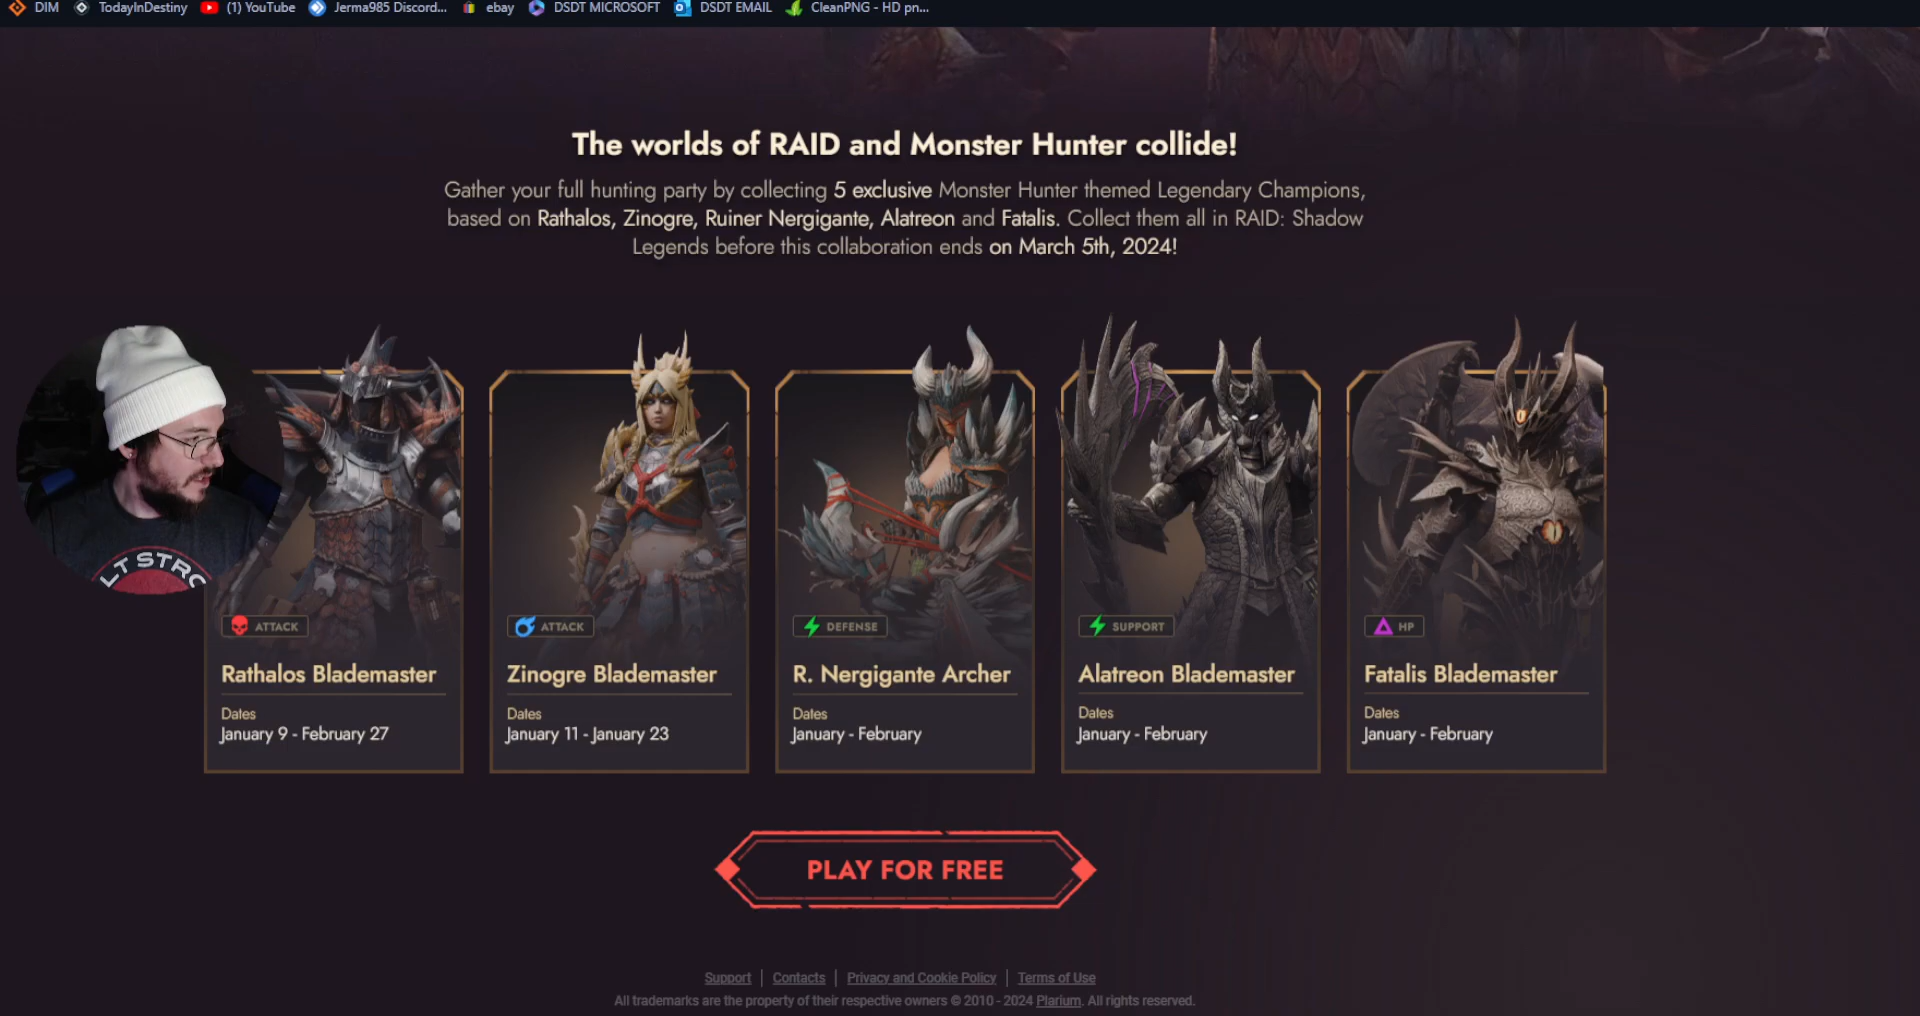 DIM TodayInDestiny (1) YouTube Jerma985 Discord... ebay DSDT MICROSOFT DSDT EMAIL CleanPNG - HD pn...
The worlds of RAID and Monster Hunter collide!
Gather your full hunting party by collecting 5 exclusive Monster Hunter themed Legendary Champions,
based on Rathalos, Zinogre, Ruiner Nergigante, Alatreon and Fatalis. Collect them all in RAID: Shadow
Legends before this collaboration ends on March 5th, 2024!
LT STRC
ATTACK
Rathalos Blademaster
Dates
January 9 - February 27
ATTACK
Zinogre Blademaster
Dates
January 11 - January 23
DEFENSE
R. Nergigante Archer
Dates
January - February
SUPPORT
Alatreon Blademaster
Dates
January - February
HP
Fatalis Blademaster
Dates
January - February
PLAY FOR FREE
Support | Contacts | Privacy and Cookie Policy | Terms of Use
All trademarks are the property of their respective owners © 2010 - 2024 Plarium. All rights reserved.